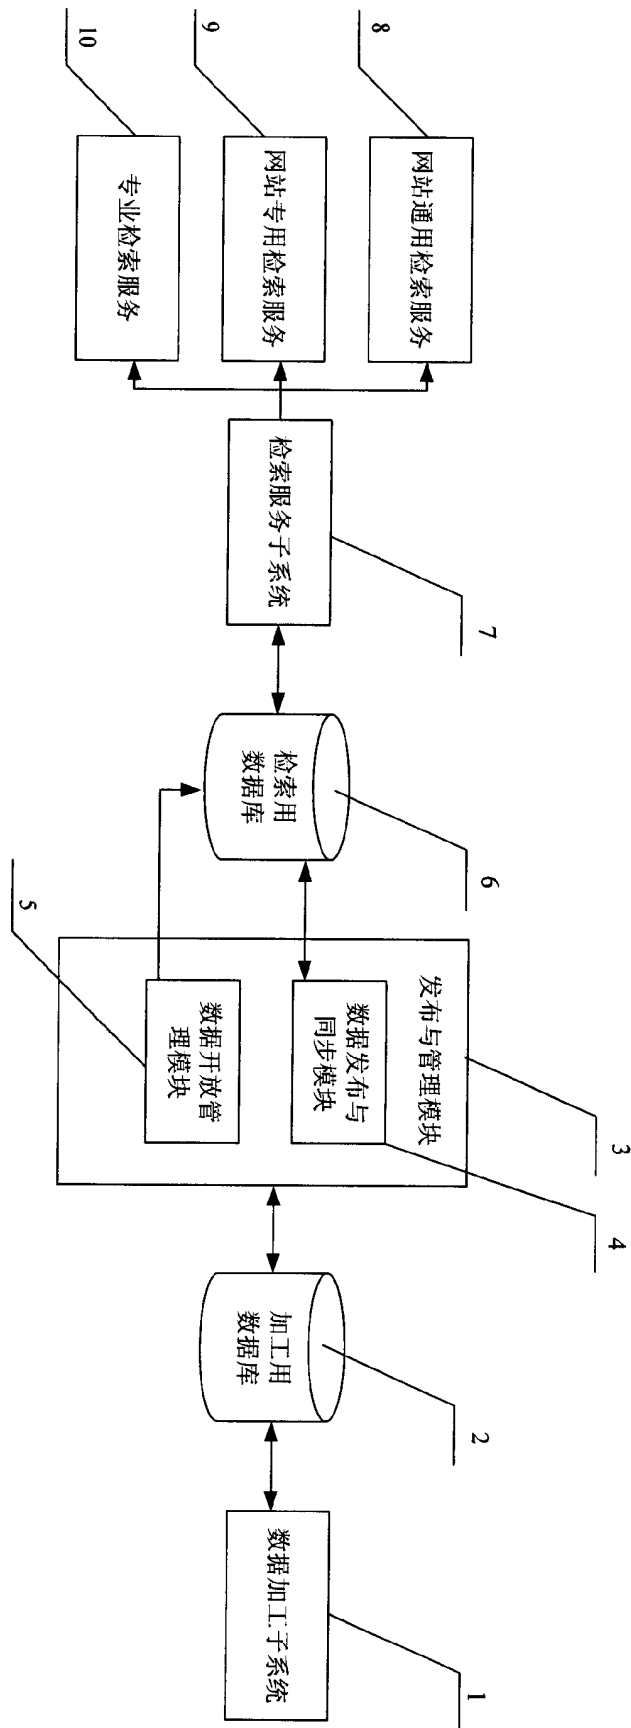 8
网站通用检索服务
9
网站专用检索服务
10
专业检索服务
检索服务子系统
7
检索用
数据库
6
发布与管理模块
3
数据发布与
同步模块
4
数据开放管
理模块
5
加工用
数据库
2
数据加工子系统
1